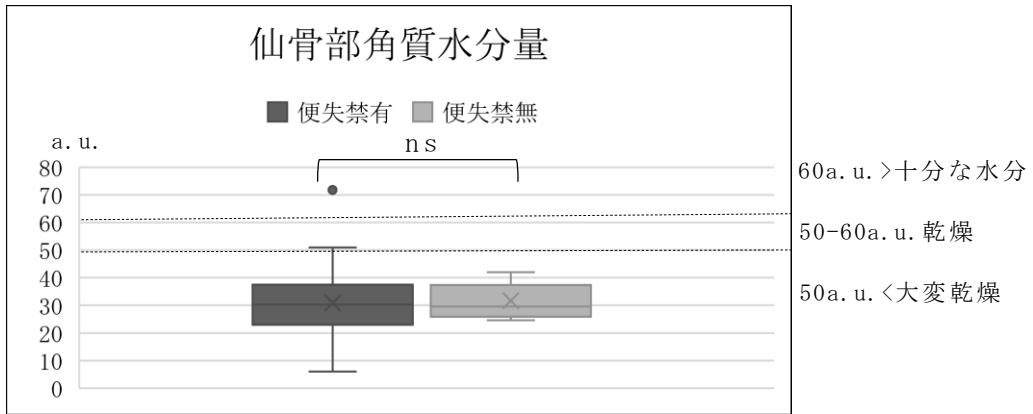 仙骨部角質水分量
便失禁有 便失禁無
a.u.
ns
80
70
60
50
40
30
20
10
0
60a.u.>十分な水分
50-60a.u.乾燥
50a.u.<大変乾燥